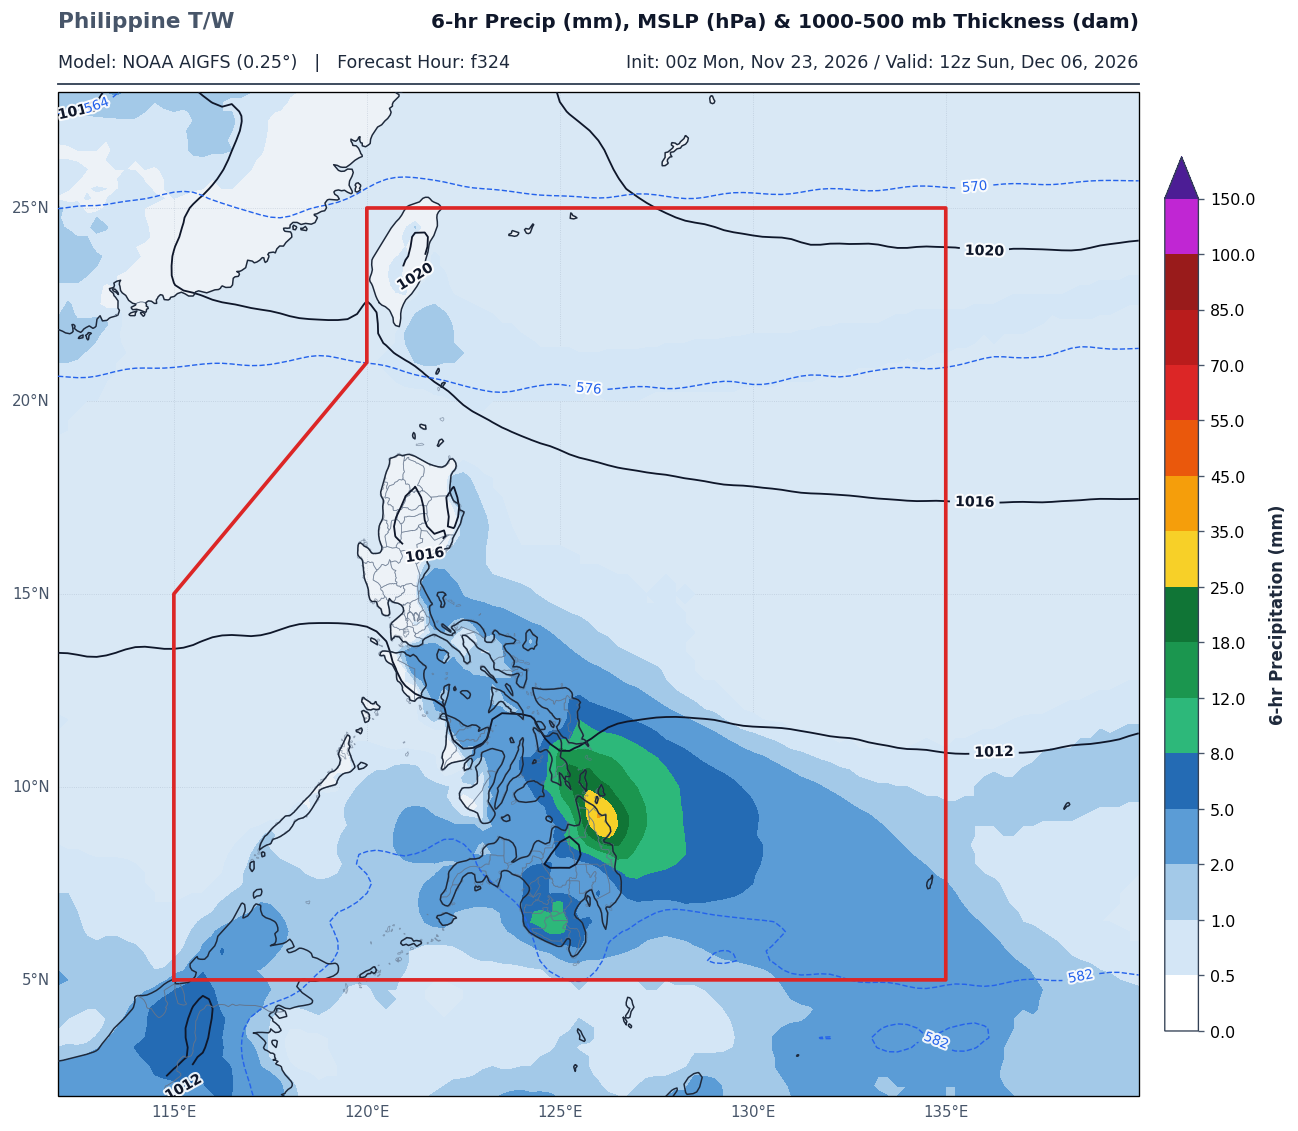 Philippine T/W
6-hr Precip (mm), MSLP (hPa) & 1000-500 mb Thickness (dam)
Model: NOAA AIGFS (0.25°) | Forecast Hour: f324
Init: 00z Mon, Nov 23, 2026 / Valid: 12z Sun, Dec 06, 2026
564
570
25°N
1020
1020
576
20°N
1016
1016
15°N
1012
10°N
582
5°N
582
1012
115°E
120°E
125°E
130°E
135°E
150.0
100.0
85.0
70.0
55.0
45.0
35.0
25.0
18.0
12.0
8.0
5.0
2.0
1.0
0.5
0.0
6-hr Precipitation (mm)